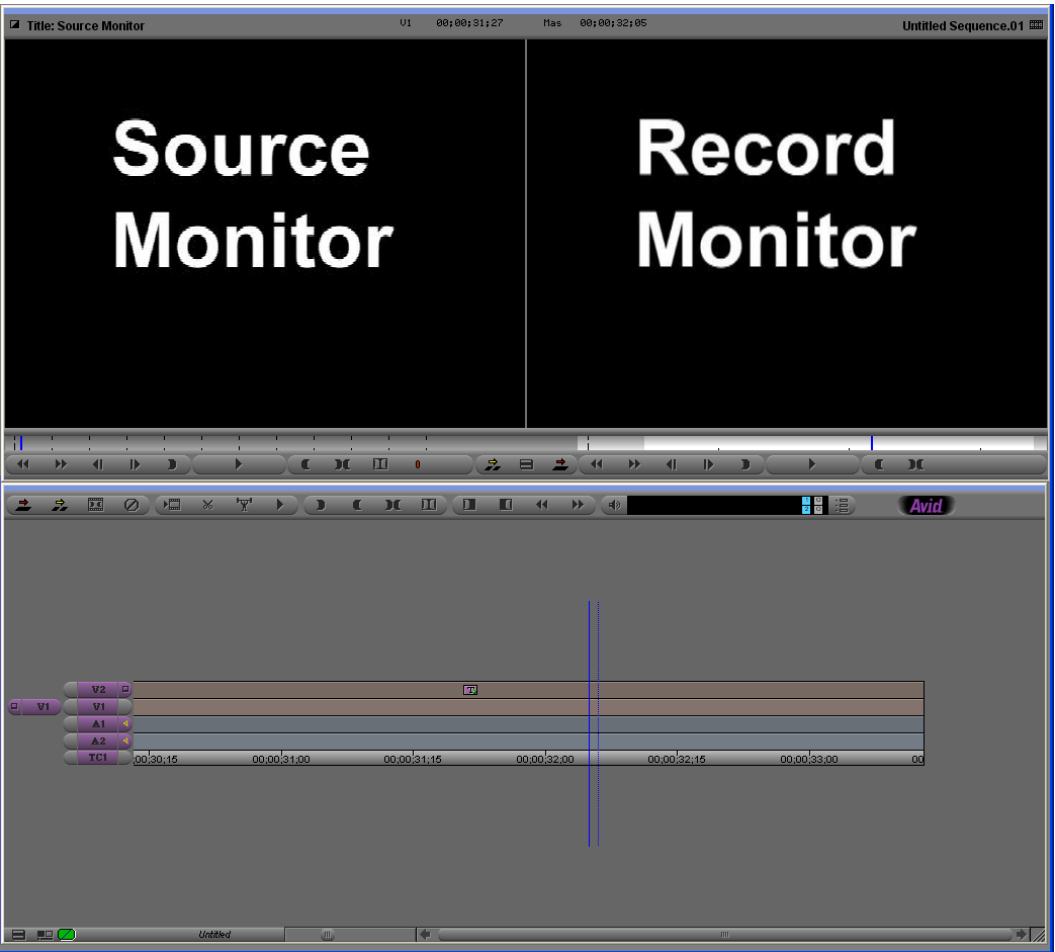 Title: Source Monitor
V1 00;00;31;27 Mas 00;00;32;05
Untitled Sequence.01
Source
Monitor
Record
Monitor
Avid
V2
V1 V1
A1
A2
TC1 00;30;15 00;00;31;00 00;00;31;15 00;00;32;00 00;00;32;15 00;00;33;00 00
Untitled